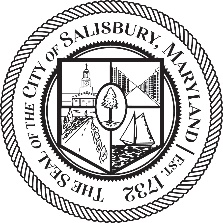 THE SEAL OF THE CITY OF SALISBURY, MARYLAND | EST. 1732